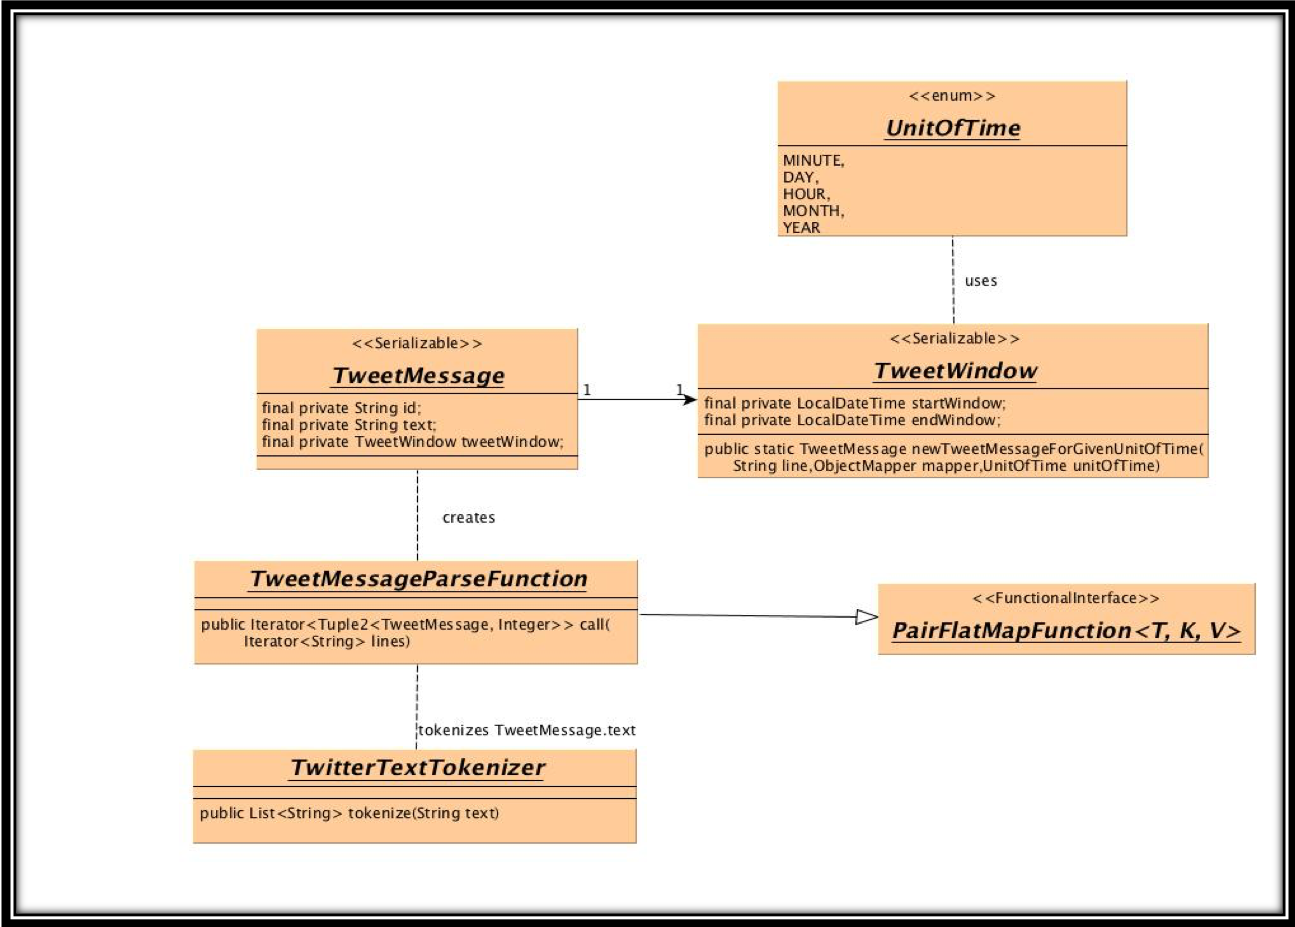 <<enum>>
UnitOfTime
MINUTE,
DAY,
HOUR,
MONTH,
YEAR
uses
<<Serializable>>
TweetMessage
final private String id;
final private String text;
final private TweetWindow tweetWindow;
1
1
<<Serializable>>
TweetWindow
final private LocalDateTime startWindow;
final private LocalDateTime endWindow;
public static TweetMessage newTweetMessageForGivenUnitOfTime(
String line,ObjectMapper mapper,UnitOfTime unitOfTime)
creates
TweetMessageParseFunction
public Iterator<Tuple2<TweetMessage, Integer>> call(
Iterator<String> lines)
<<FunctionalInterface>>
PairFlatMapFunction<T, K, V>
tokenizes TweetMessage.text
TwitterTextTokenizer
public List<String> tokenize(String text)